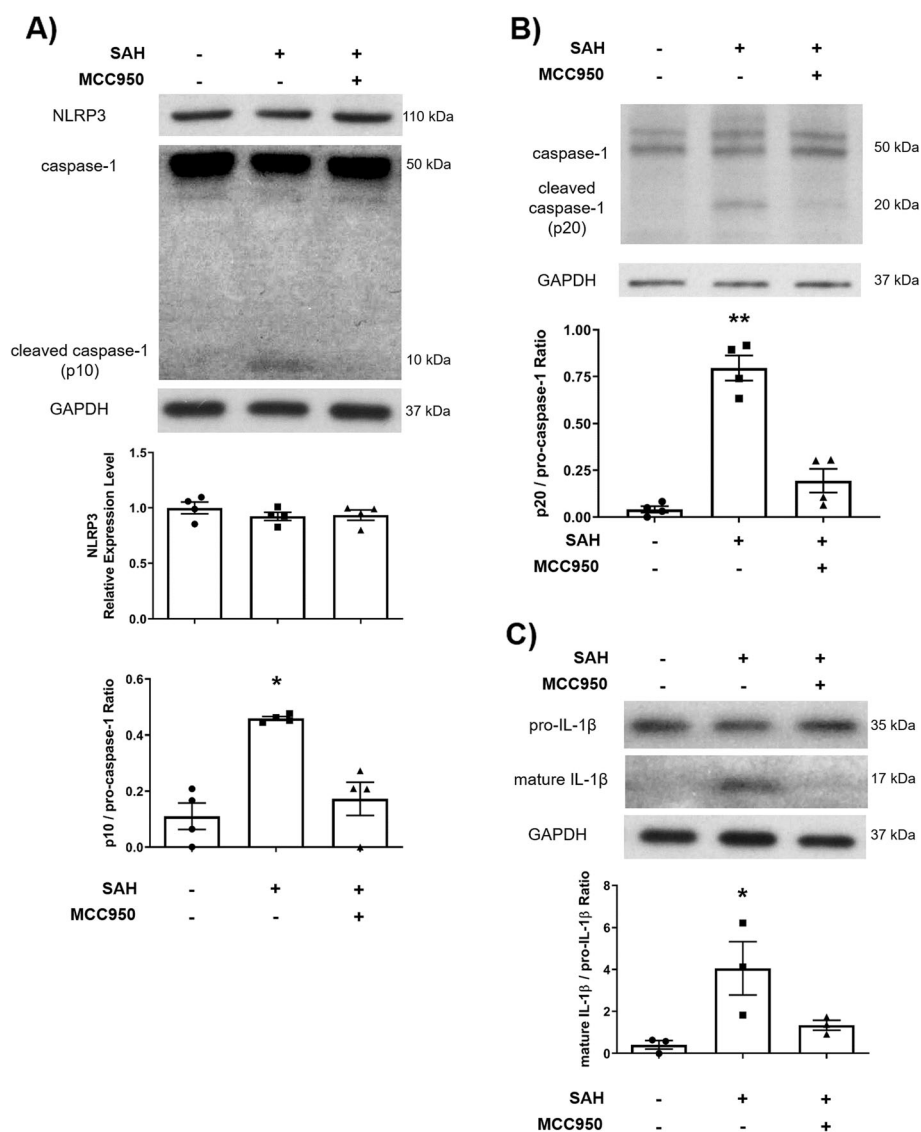 A)
SAH - + +
MCC950 - - +
NLRP3 110 kDa
caspase-1 50 kDa
cleaved caspase-1
(p10) 10 kDa
GAPDH 37 kDa
NLRP3
Relative Expression Level
1.5
1.0
0.5
0.0
p10 / pro-caspase-1 Ratio
0.6
0.4
0.2
0.0
*
SAH - + +
MCC950 - - +
B)
SAH - + +
MCC950 - - +
caspase-1 50 kDa
cleaved
caspase-1 20 kDa
(p20)
GAPDH 37 kDa
p20 / pro-caspase-1 Ratio
1.00
0.75
0.50
0.25
0.00
**
SAH - + +
MCC950 - - +
C)
SAH - + +
MCC950 - - +
pro-IL-1β 35 kDa
mature IL-1β 17 kDa
GAPDH 37 kDa
mature IL-1β / pro-IL-1β Ratio
8
6
4
2
0
*
SAH - + +
MCC950 - - +